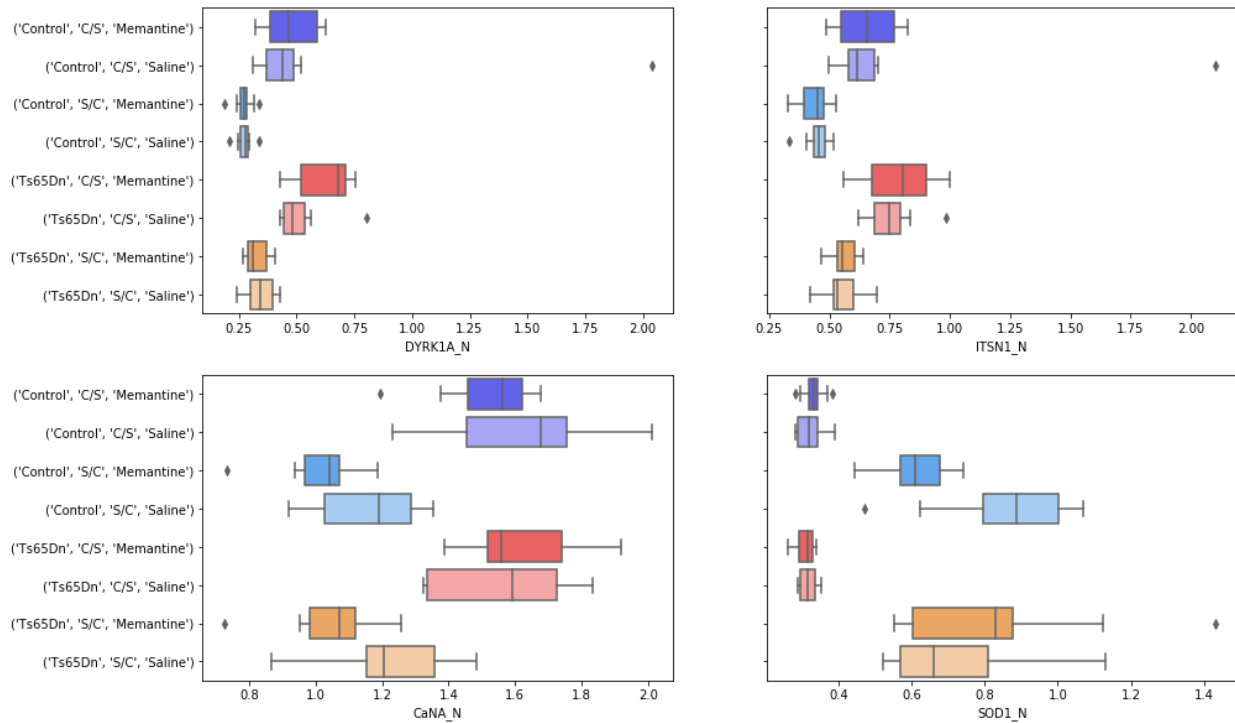 ('Control', 'C/S', 'Memantine')
('Control', 'C/S', 'Saline')
('Control', 'S/C', 'Memantine')
('Control', 'S/C', 'Saline')
('Ts65Dn', 'C/S', 'Memantine')
('Ts65Dn', 'C/S', 'Saline')
('Ts65Dn', 'S/C', 'Memantine')
('Ts65Dn', 'S/C', 'Saline')
0.25 0.50 0.75 1.00 1.25 1.50 1.75 2.00
DYRK1A_N
0.25 0.50 0.75 1.00 1.25 1.50 1.75 2.00
ITSN1_N
('Control', 'C/S', 'Memantine')
('Control', 'C/S', 'Saline')
('Control', 'S/C', 'Memantine')
('Control', 'S/C', 'Saline')
('Ts65Dn', 'C/S', 'Memantine')
('Ts65Dn', 'C/S', 'Saline')
('Ts65Dn', 'S/C', 'Memantine')
('Ts65Dn', 'S/C', 'Saline')
0.8 1.0 1.2 1.4 1.6 1.8 2.0
CaNA_N
0.4 0.6 0.8 1.0 1.2 1.4
SOD1_N